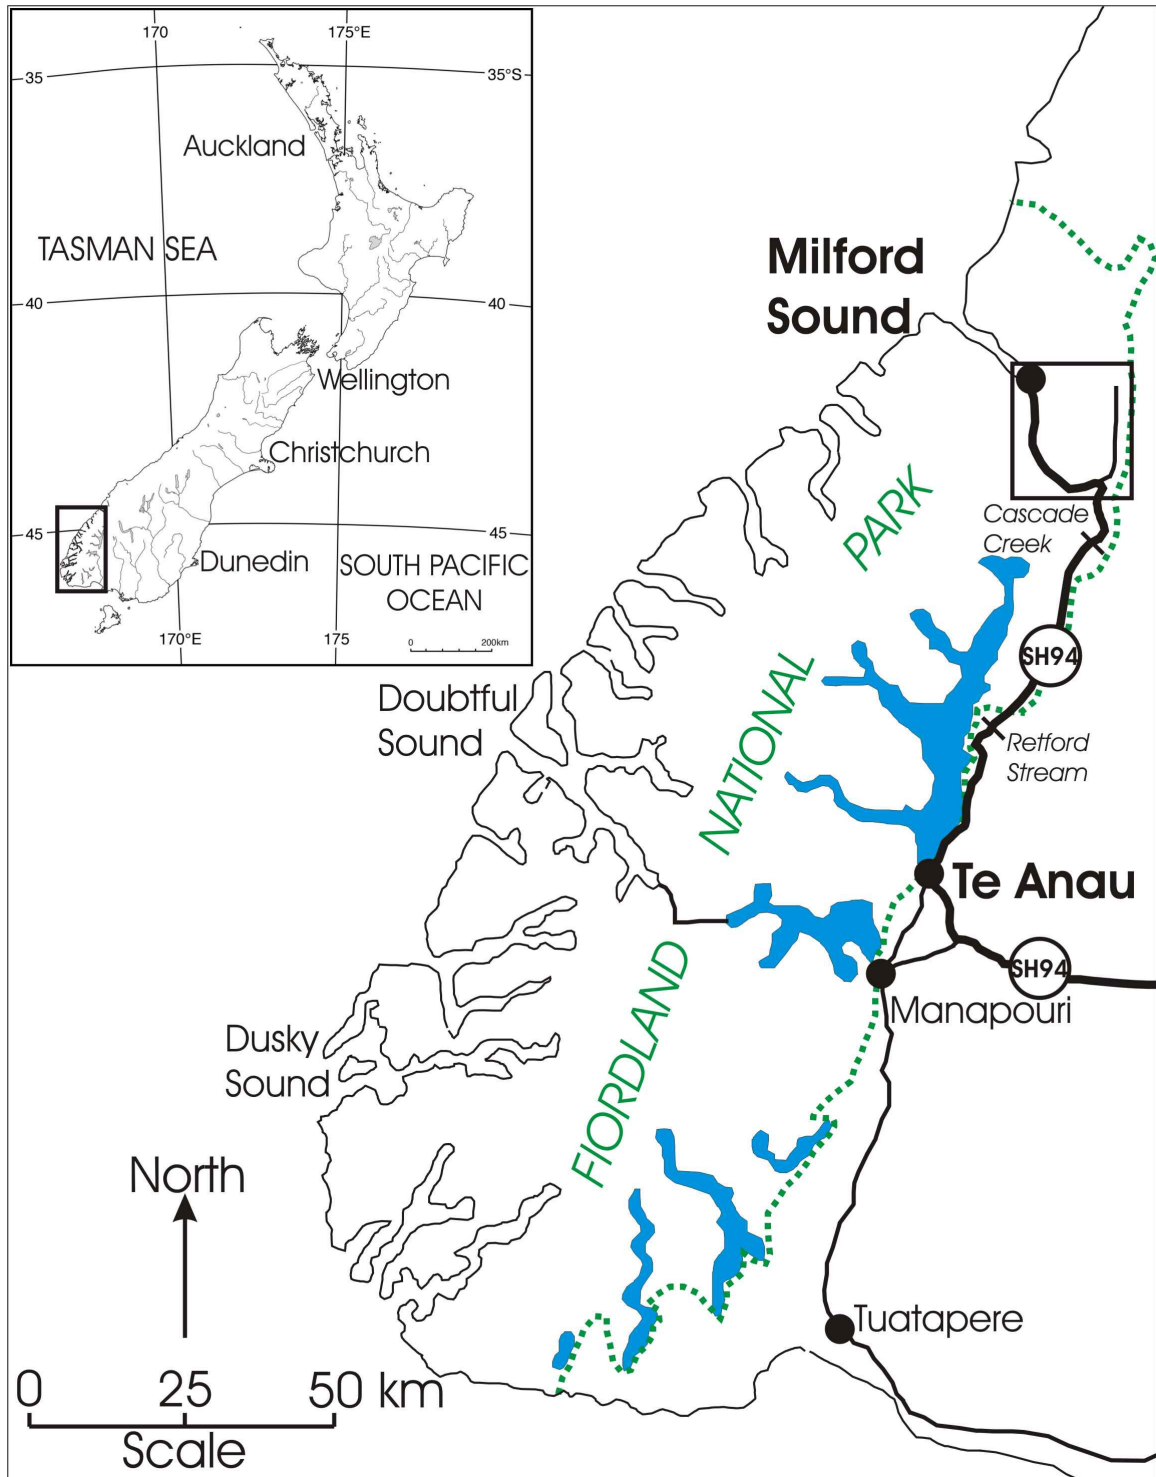 170
175°E
35
35°S
Auckland
TASMAN SEA
40
40
Wellington
Christchurch
45
45
Dunedin
SOUTH PACIFIC
OCEAN
170°E
175
0
200km
Milford
Sound
PARK
Cascade
Creek
SH94
NATIONAL
Doubtful
Sound
Retford
Stream
Te Anau
SH94
FIORDLAND
Manapouri
Dusky
Sound
North
Tuatapere
0 25 50 km
Scale